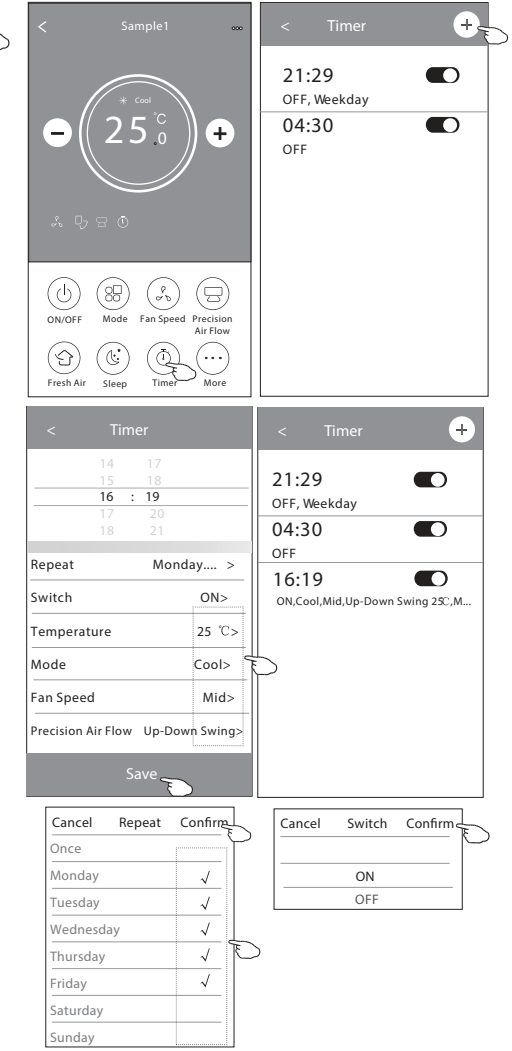 < Sample1 ...
Cool
25.0 ℃
− +
ON/OFF Mode Fan Speed Precision Air Flow
Fresh Air Sleep Timer More
< Timer +
21:29
OFF, Weekday
04:30
OFF
< Timer
14 17
15 18
16 : 19
17 20
18 21
Repeat Monday.... >
Switch ON>
Temperature 25 ℃>
Mode Cool>
Fan Speed Mid>
Precision Air Flow Up-Down Swing>
Save
< Timer +
21:29
OFF, Weekday
04:30
OFF
16:19
ON,Cool,Mid,Up-Down Swing 25℃,M...
Cancel Repeat Confirm
Once
Monday √
Tuesday √
Wednesday √
Thursday √
Friday √
Saturday
Sunday
Cancel Switch Confirm
ON
OFF